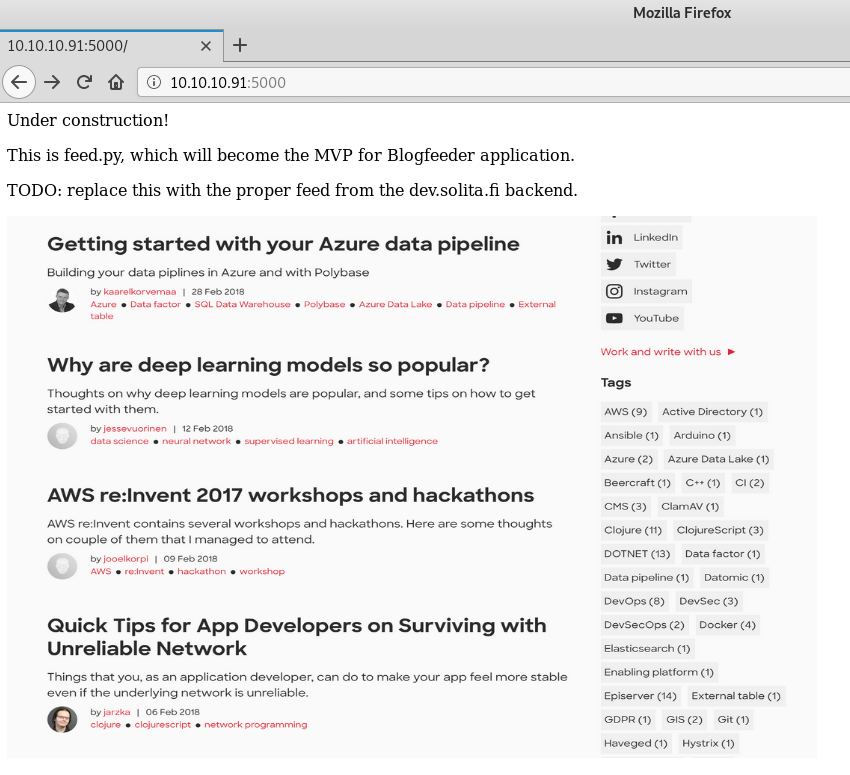 Mozilla Firefox
10.10.10.91:5000/
10.10.10.91:5000
Under construction!
This is feed.py, which will become the MVP for Blogfeeder application.
TODO: replace this with the proper feed from the dev.solita.fi backend.
Getting started with your Azure data pipeline
Building your data piplines in Azure and with Polybase
by kaarelkorvemaa | 28 Feb 2018
Azure ● Data factor ● SQL Data Warehouse ● Polybase ● Azure Data Lake ● Data pipeline ● External
table
Why are deep learning models so popular?
Thoughts on why deep learning models are popular, and some tips on how to get
started with them.
by jessevuorinen | 12 Feb 2018
data science ● neural network ● supervised learning ● artificial intelligence
AWS re:Invent 2017 workshops and hackathons
AWS re:Invent contains several workshops and hackathons. Here are some thoughts
on couple of them that I managed to attend.
by jooelkorpi | 09 Feb 2018
AWS ● re:Invent ● hackathon ● workshop
Quick Tips for App Developers on Surviving with
Unreliable Network
Things that you, as an application developer, can do to make your app feel more stable
even if the underlying network is unreliable.
by jarzka | 06 Feb 2018
clojure ● clojurescript ● network programming
LinkedIn
Twitter
Instagram
YouTube
Work and write with us ►
Tags
AWS (9) Active Directory (1)
Ansible (1) Arduino (1)
Azure (2) Azure Data Lake (1)
Beercraft (1) C++ (1) CI (2)
CMS (3) ClamAV (1)
Clojure (11) ClojureScript (3)
DOTNET (13) Data factor (1)
Data pipeline (1) Datomic (1)
DevOps (8) DevSec (3)
DevSecOps (2) Docker (4)
Elasticsearch (1)
Enabling platform (1)
Episerver (14) External table (1)
GDPR (1) GIS (2) Git (1)
Haveged (1) Hystrix (1)